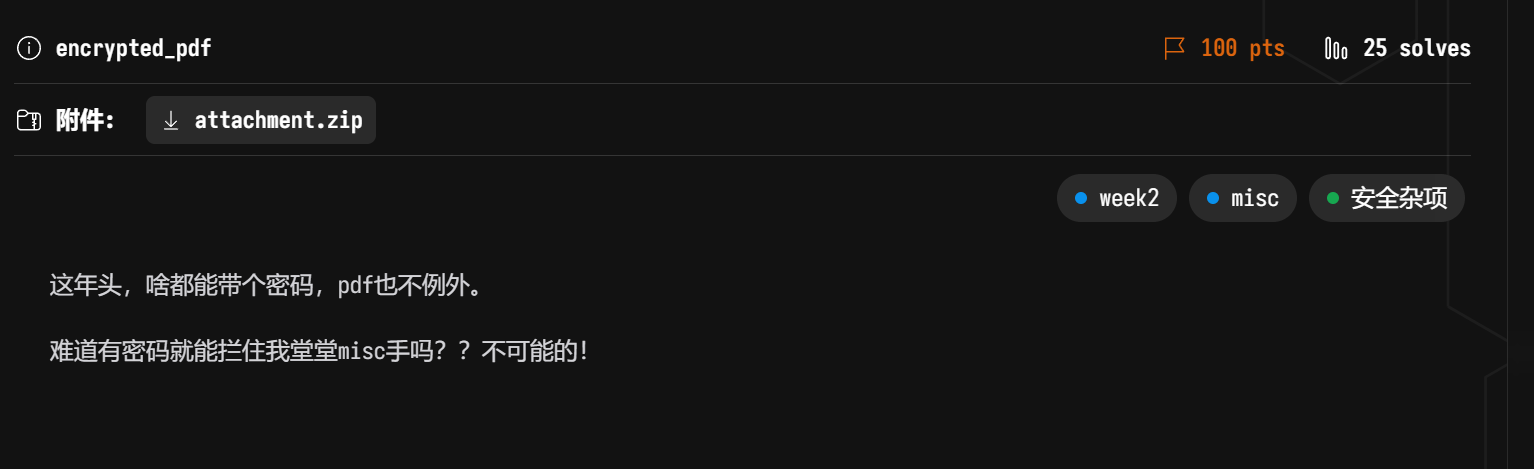 encrypted_pdf 100 pts 25 solves
附件： attachment.zip
week2 misc 安全杂项
这年头，啥都能带个密码，pdf也不例外。
难道有密码就能拦住我堂堂misc手吗？？不可能的！